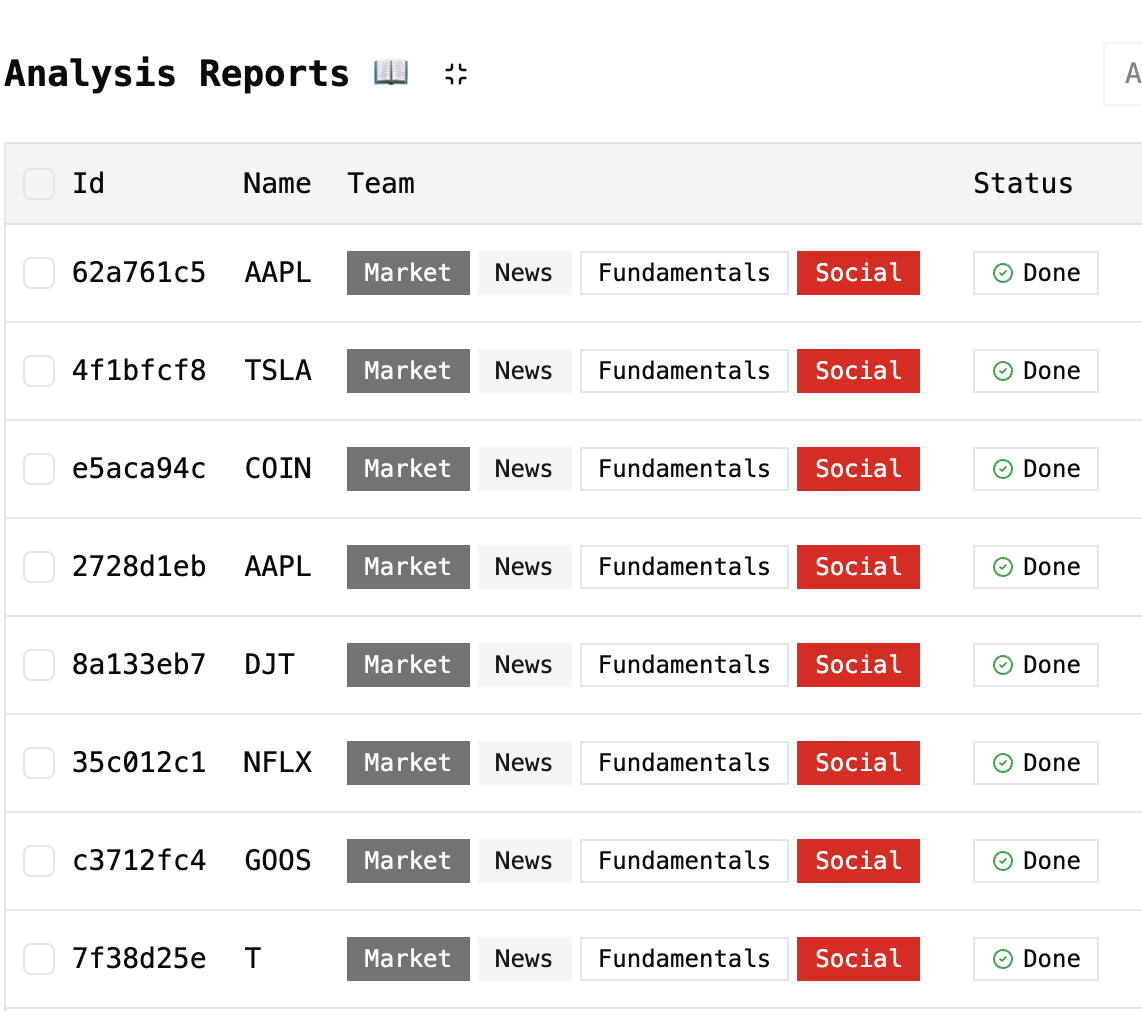 Analysis Reports 📖 A
Id Name Team Status
62a761c5 AAPL Market News Fundamentals Social Done
4f1bfcf8 TSLA Market News Fundamentals Social Done
e5aca94c COIN Market News Fundamentals Social Done
2728d1eb AAPL Market News Fundamentals Social Done
8a133eb7 DJT Market News Fundamentals Social Done
35c012c1 NFLX Market News Fundamentals Social Done
c3712fc4 GOOS Market News Fundamentals Social Done
7f38d25e T Market News Fundamentals Social Done